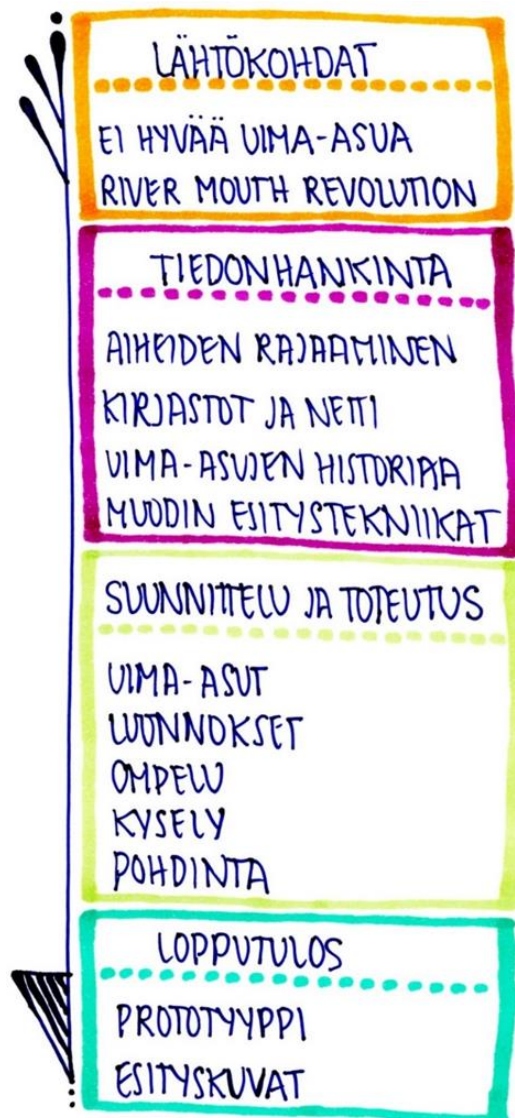 LÄHTÖKOHDAT
EI HYVÄÄ UIMA-ASUA
RIVER MOUTH REVOLUTION
TIEDONHANKINTA
AIHEIDEN RAJAAMINEN
KIRJASTOT JA NETTI
UIMA-ASUJEN HISTORIAA
MUODIN ESITYSTEKNIIKAT
SUUNNITTELU JA TOTEUTUS
UIMA-ASUT
LUONNOKSET
OMPELU
KYSELY
POHDINTA
LOPPUTULOS
PROTOTYYPPI
ESITYSKUVAT